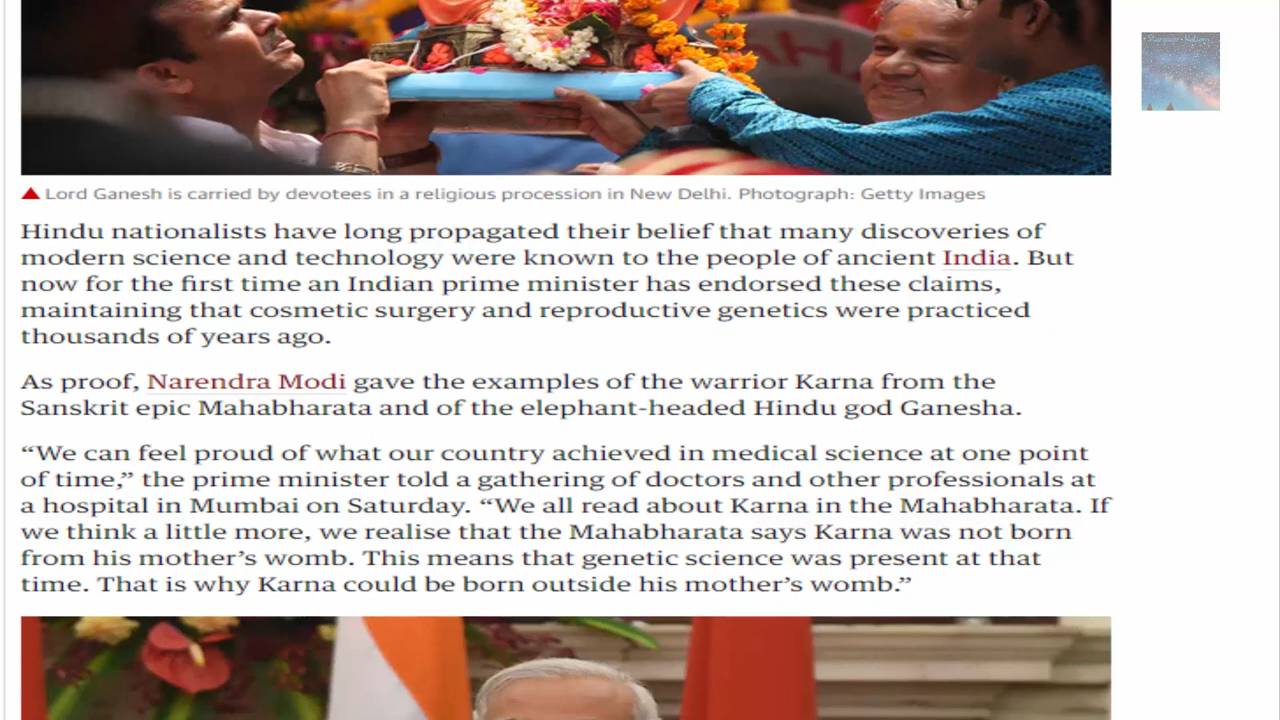 Lord Ganesh is carried by devotees in a religious procession in New Delhi. Photograph: Getty Images
Hindu nationalists have long propagated their belief that many discoveries of
modern science and technology were known to the people of ancient India. But
now for the first time an Indian prime minister has endorsed these claims,
maintaining that cosmetic surgery and reproductive genetics were practiced
thousands of years ago.
As proof, Narendra Modi gave the examples of the warrior Karna from the
Sanskrit epic Mahabharata and of the elephant-headed Hindu god Ganesha.
“We can feel proud of what our country achieved in medical science at one point
of time,” the prime minister told a gathering of doctors and other professionals at
a hospital in Mumbai on Saturday. “We all read about Karna in the Mahabharata. If
we think a little more, we realise that the Mahabharata says Karna was not born
from his mother’s womb. This means that genetic science was present at that
time. That is why Karna could be born outside his mother’s womb.”